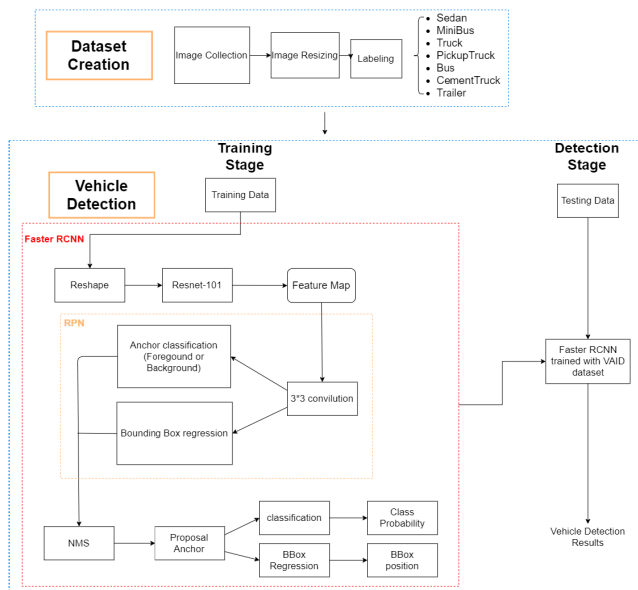 Dataset
Creation
Image Collection
Image Resizing
Labeling
• Sedan
• MiniBus
• Truck
• PickupTruck
• Bus
• CementTruck
• Trailer
Training
Stage
Detection
Stage
Vehicle
Detection
Training Data
Testing Data
Faster RCNN
Reshape
Resnet-101
Feature Map
RPN
Anchor classification
(Foregound or
Background)
3*3 convilution
Bounding Box regression
Faster RCNN
trained with VAID
dataset
NMS
Proposal
Anchor
classification
Class
Probability
BBox
Regression
BBox
position
Vehicle Detection
Results